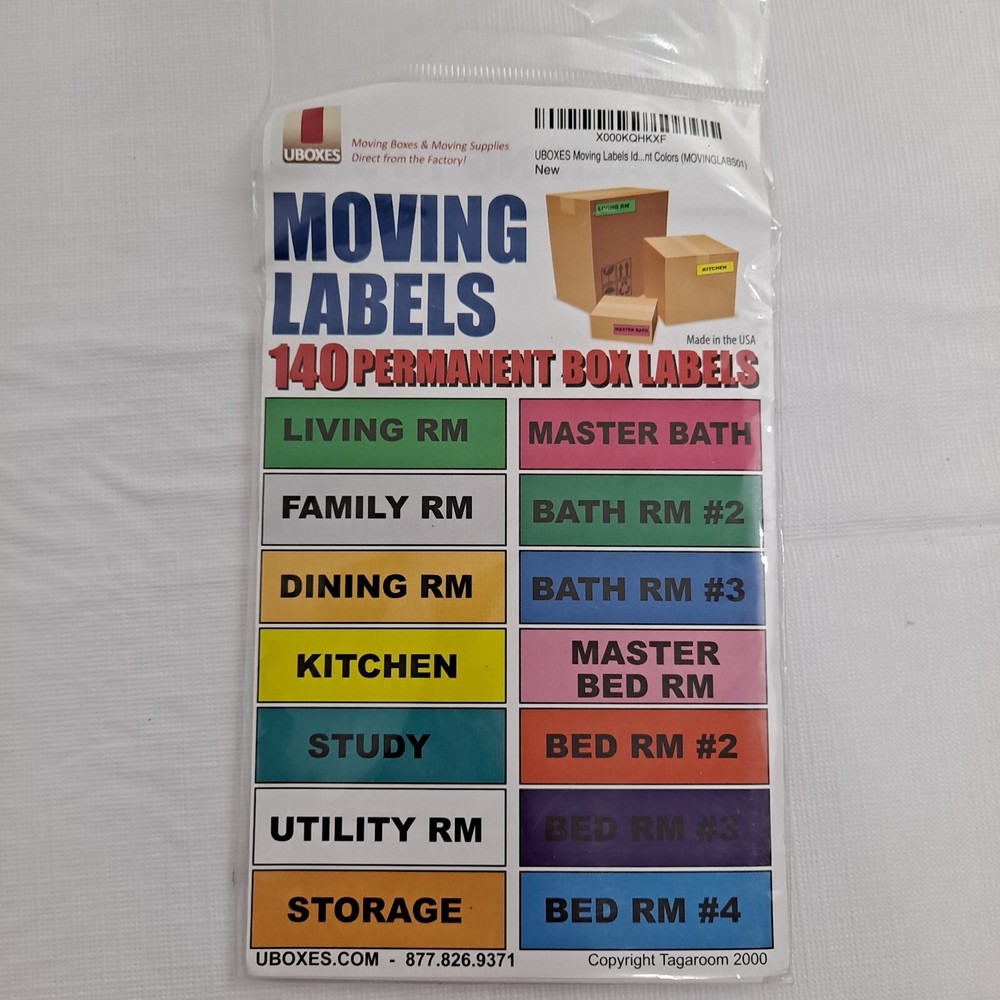 UBOXES
Moving Boxes & Moving Supplies
Direct from the Factory!
X000KQHKXF
UBOXES Moving Labels Id...nt Colors (MOVINGLABS01)
New
MOVING
LABELS
LIVING RM
KITCHEN
MASTER BATH
Made in the USA
140 PERMANENT BOX LABELS
LIVING RM
MASTER BATH
FAMILY RM
BATH RM #2
DINING RM
BATH RM #3
KITCHEN
MASTER
BED RM
STUDY
BED RM #2
UTILITY RM
BED RM #3
STORAGE
BED RM #4
UBOXES.COM - 877.826.9371
Copyright Tagaroom 2000